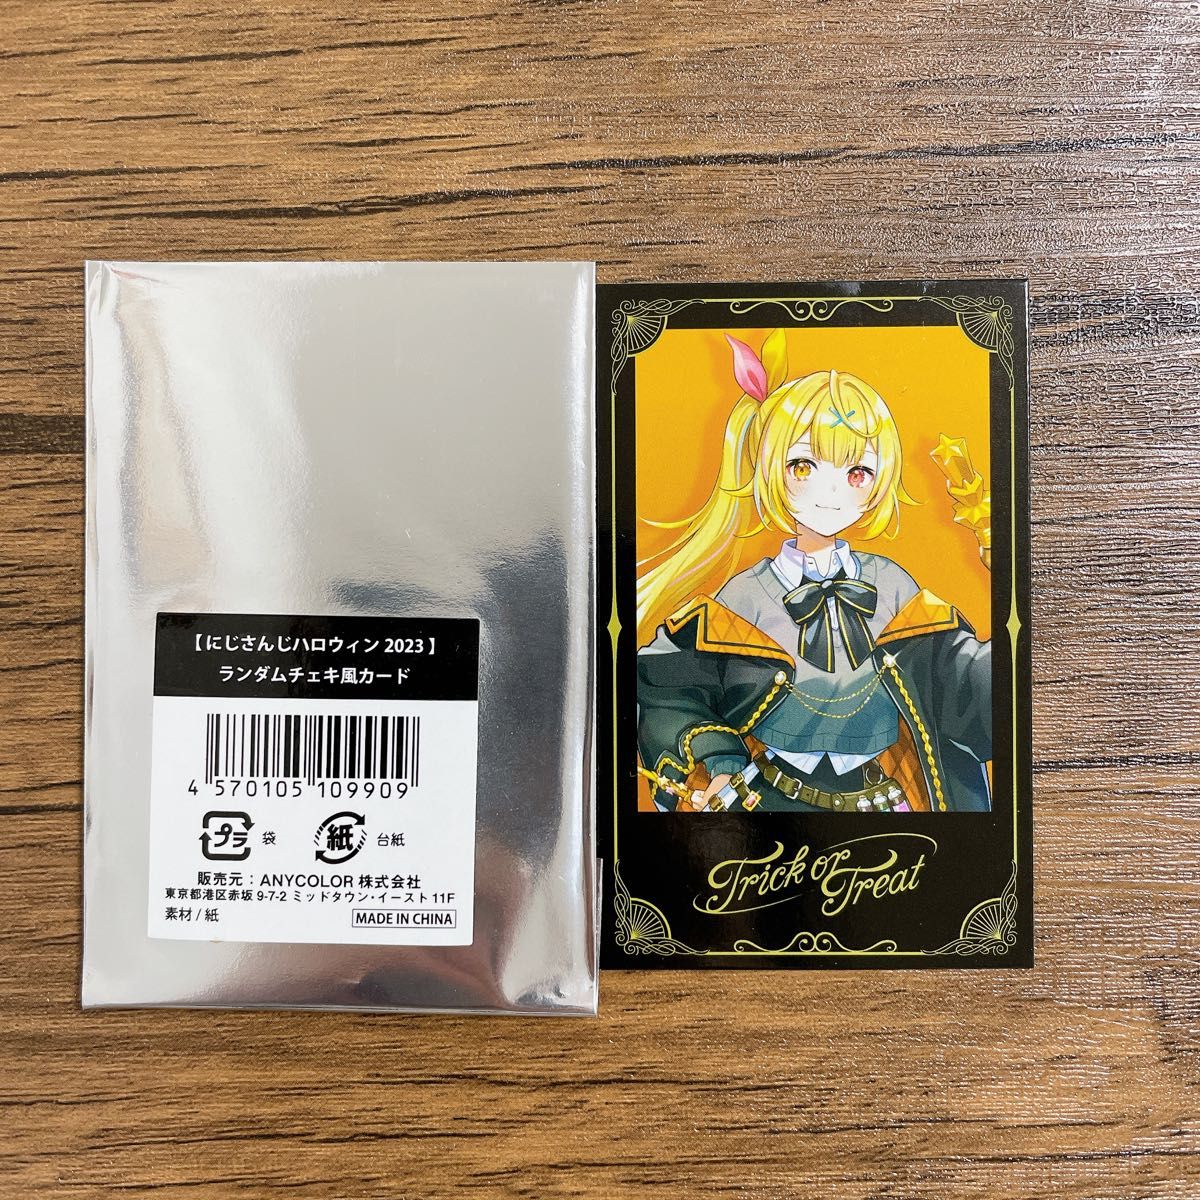 【にじさんじハロウィン 2023】
ランダムチェキ風カード
4 570105 109909
プラ 袋
紙 台紙
販売元：ANYCOLOR 株式会社
東京都港区赤坂 9-7-2 ミッドタウン・イースト 11F
素材 / 紙 MADE IN CHINA
Trick or Treat